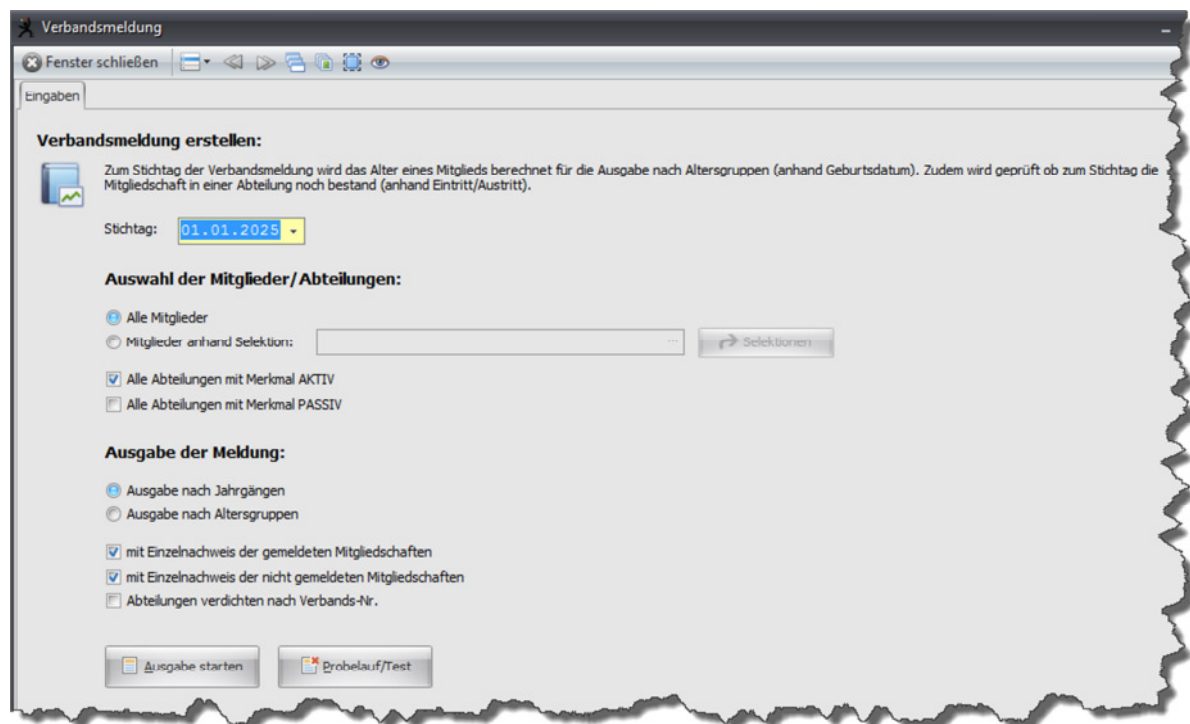 Verbandsmeldung
Fenster schließen
Eingaben
Verbandsmeldung erstellen:
Zum Stichtag der Verbandsmeldung wird das Alter eines Mitglieds berechnet für die Ausgabe nach Altersgruppen (anhand Geburtsdatum). Zudem wird geprüft ob zum Stichtag die
Mitgliedschaft in einer Abteilung noch bestand (anhand Eintritt/Austritt).
Stichtag: 01.01.2025
Auswahl der Mitglieder/Abteilungen:
Alle Mitglieder
Mitglieder anhand Selektion: ... Selektionen
Alle Abteilungen mit Merkmal AKTIV
Alle Abteilungen mit Merkmal PASSIV
Ausgabe der Meldung:
Ausgabe nach Jahrgängen
Ausgabe nach Altersgruppen
mit Einzelnachweis der gemeldeten Mitgliedschaften
mit Einzelnachweis der nicht gemeldeten Mitgliedschaften
Abteilungen verdichten nach Verbands-Nr.
Ausgabe starten Probelauf/Test